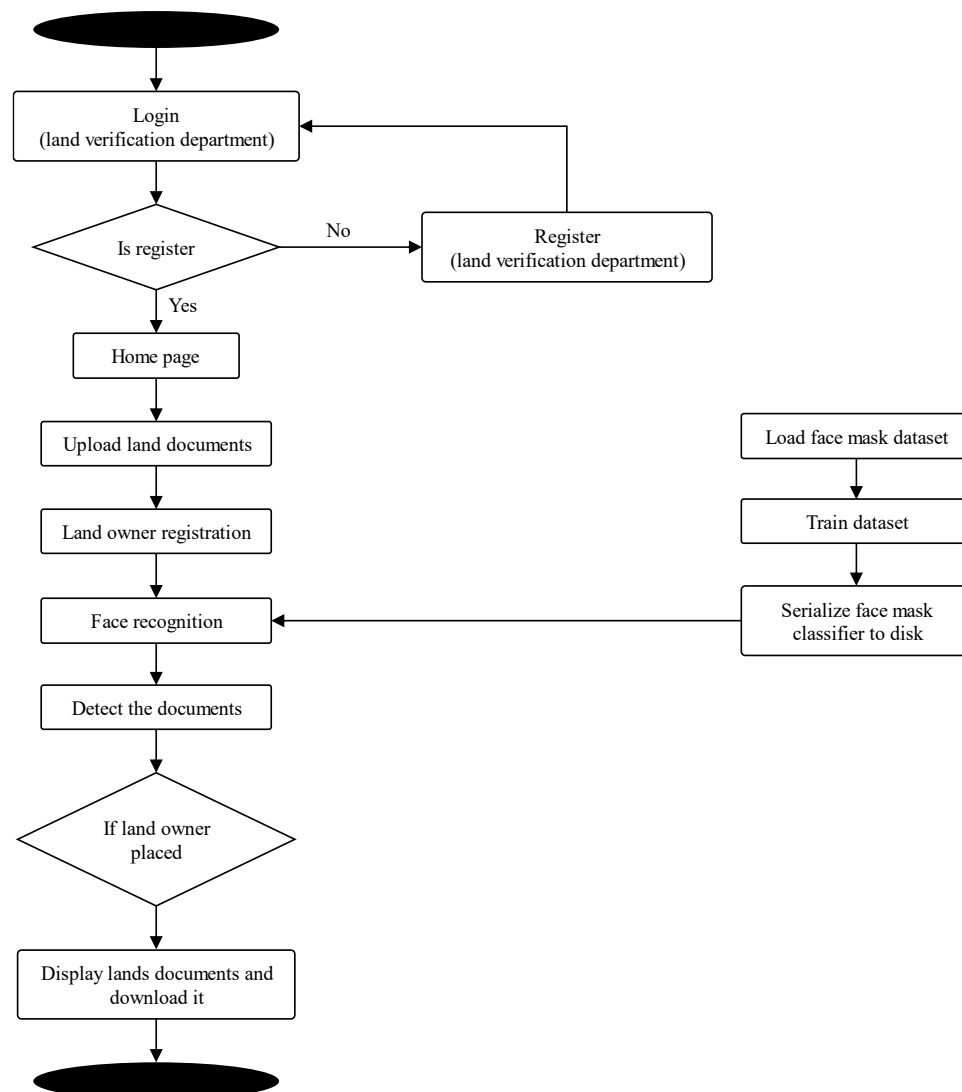 Login
(land verification department)
Is register
No
Register
(land verification department)
Yes
Home page
Upload land documents
Load face mask dataset
Land owner registration
Train dataset
Face recognition
Serialize face mask
classifier to disk
Detect the documents
If land owner
placed
Display lands documents and
download it